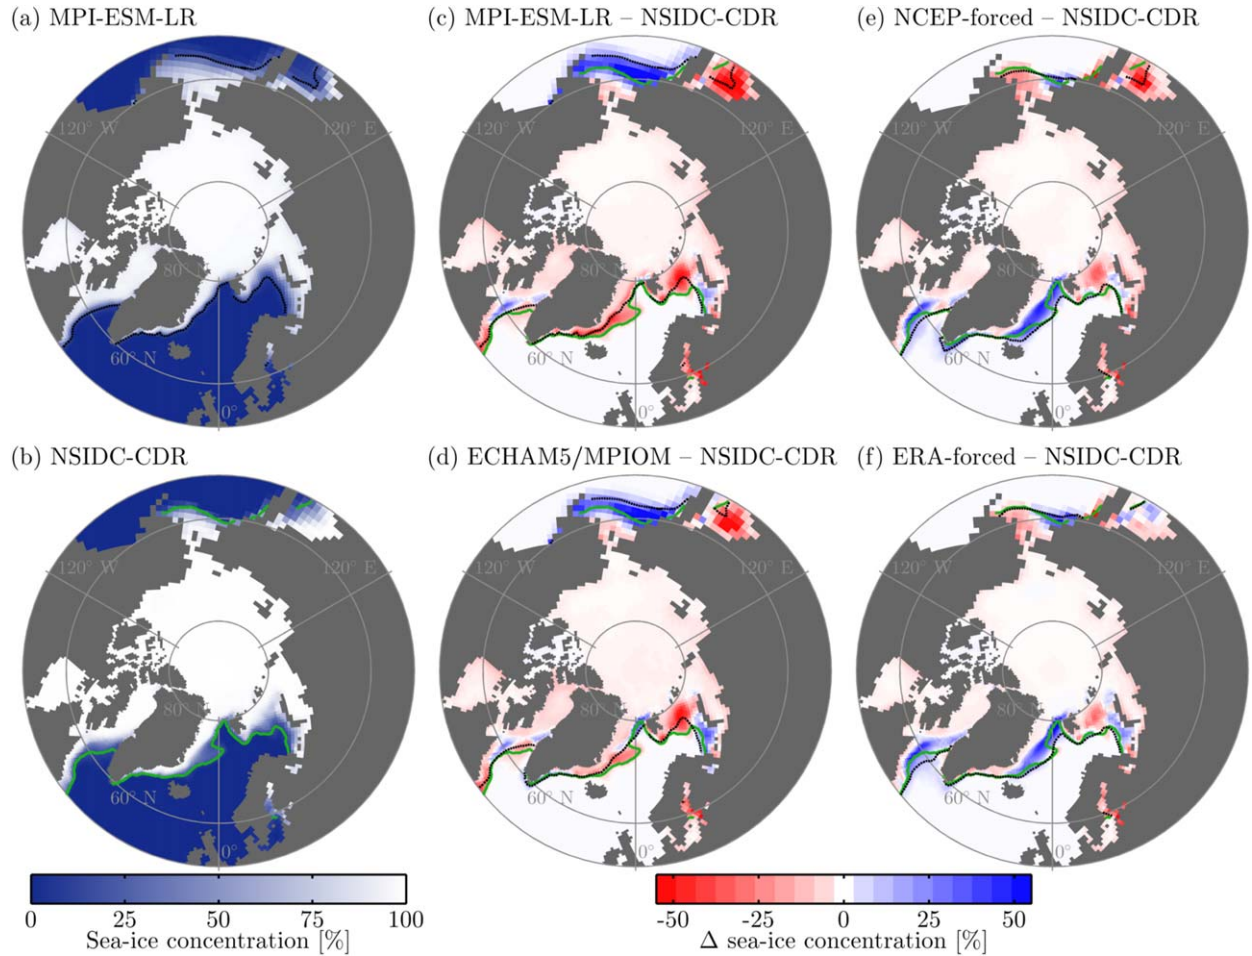 (a) MPI-ESM-LR
(c) MPI-ESM-LR – NSIDC-CDR
(e) NCEP-forced – NSIDC-CDR
120° W
120° E
80° N
60° N
0°
120° W
120° E
80° N
60° N
0°
120° W
120° E
80° N
60° N
0°
(b) NSIDC-CDR
(d) ECHAM5/MPIOM – NSIDC-CDR
(f) ERA-forced – NSIDC-CDR
120° W
120° E
80° N
60° N
0°
120° W
120° E
80° N
60° N
0°
120° W
120° E
80° N
60° N
0°
0 25 50 75 100
Sea-ice concentration [%]
-50 -25 0 25 50
Δ sea-ice concentration [%]